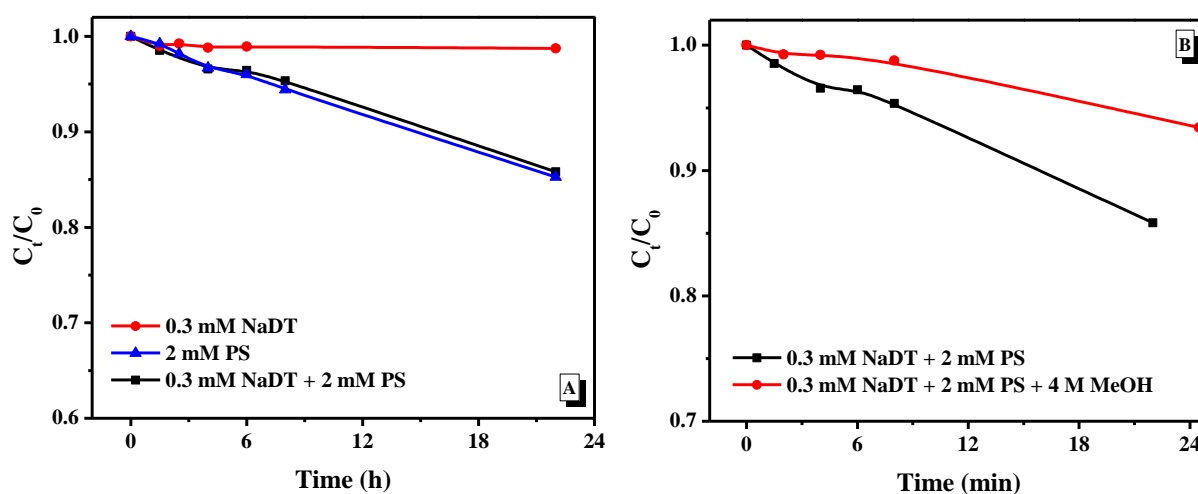 A
C_t/C_0
1.0
0.9
0.8
0.7
0.6
0 6 12 18 24
Time (h)
0.3 mM NaDT
2 mM PS
0.3 mM NaDT + 2 mM PS
B
C_t/C_0
1.0
0.9
0.8
0.7
0 6 12 18 24
Time (min)
0.3 mM NaDT + 2 mM PS
0.3 mM NaDT + 2 mM PS + 4 M MeOH